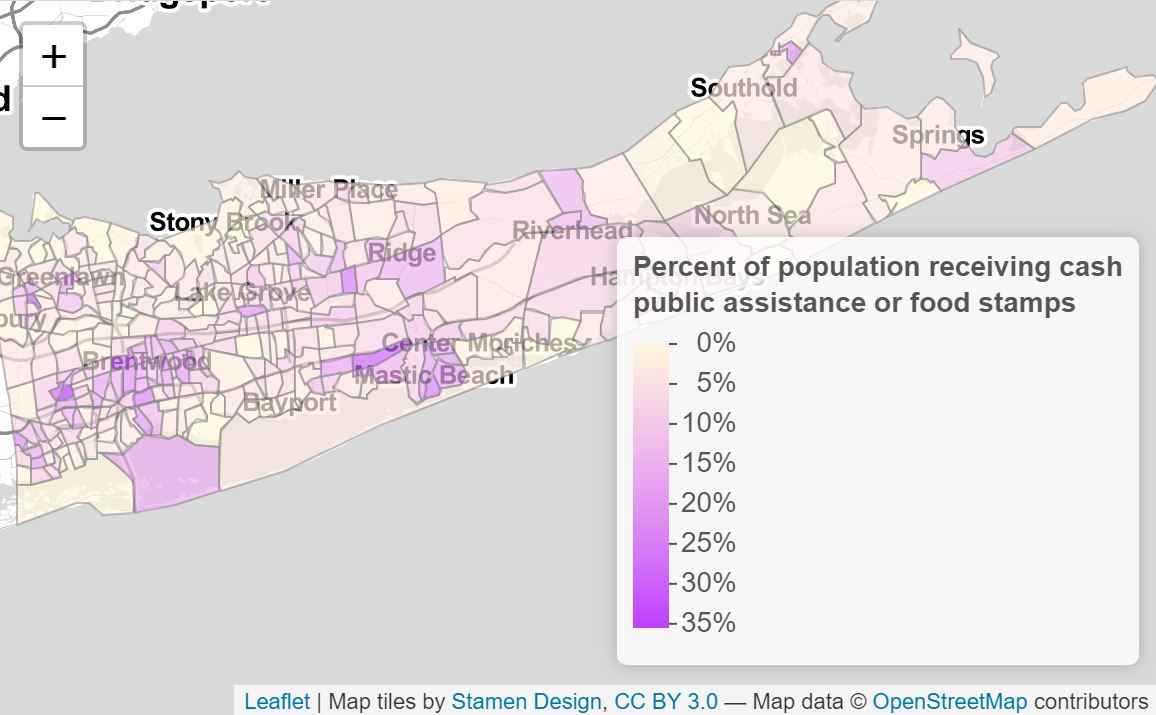 +
−
d
Southold
Springs
Miller Place
Stony Brook
North Sea
Riverhead
Ridge
Greenlawn
Lake Grove
Hampton Bays
bury
Center Moriches
Brentwood
Mastic Beach
Bayport
Percent of population receiving cash
public assistance or food stamps
0%
5%
10%
15%
20%
25%
30%
35%
Leaflet | Map tiles by Stamen Design, CC BY 3.0 — Map data © OpenStreetMap contributors